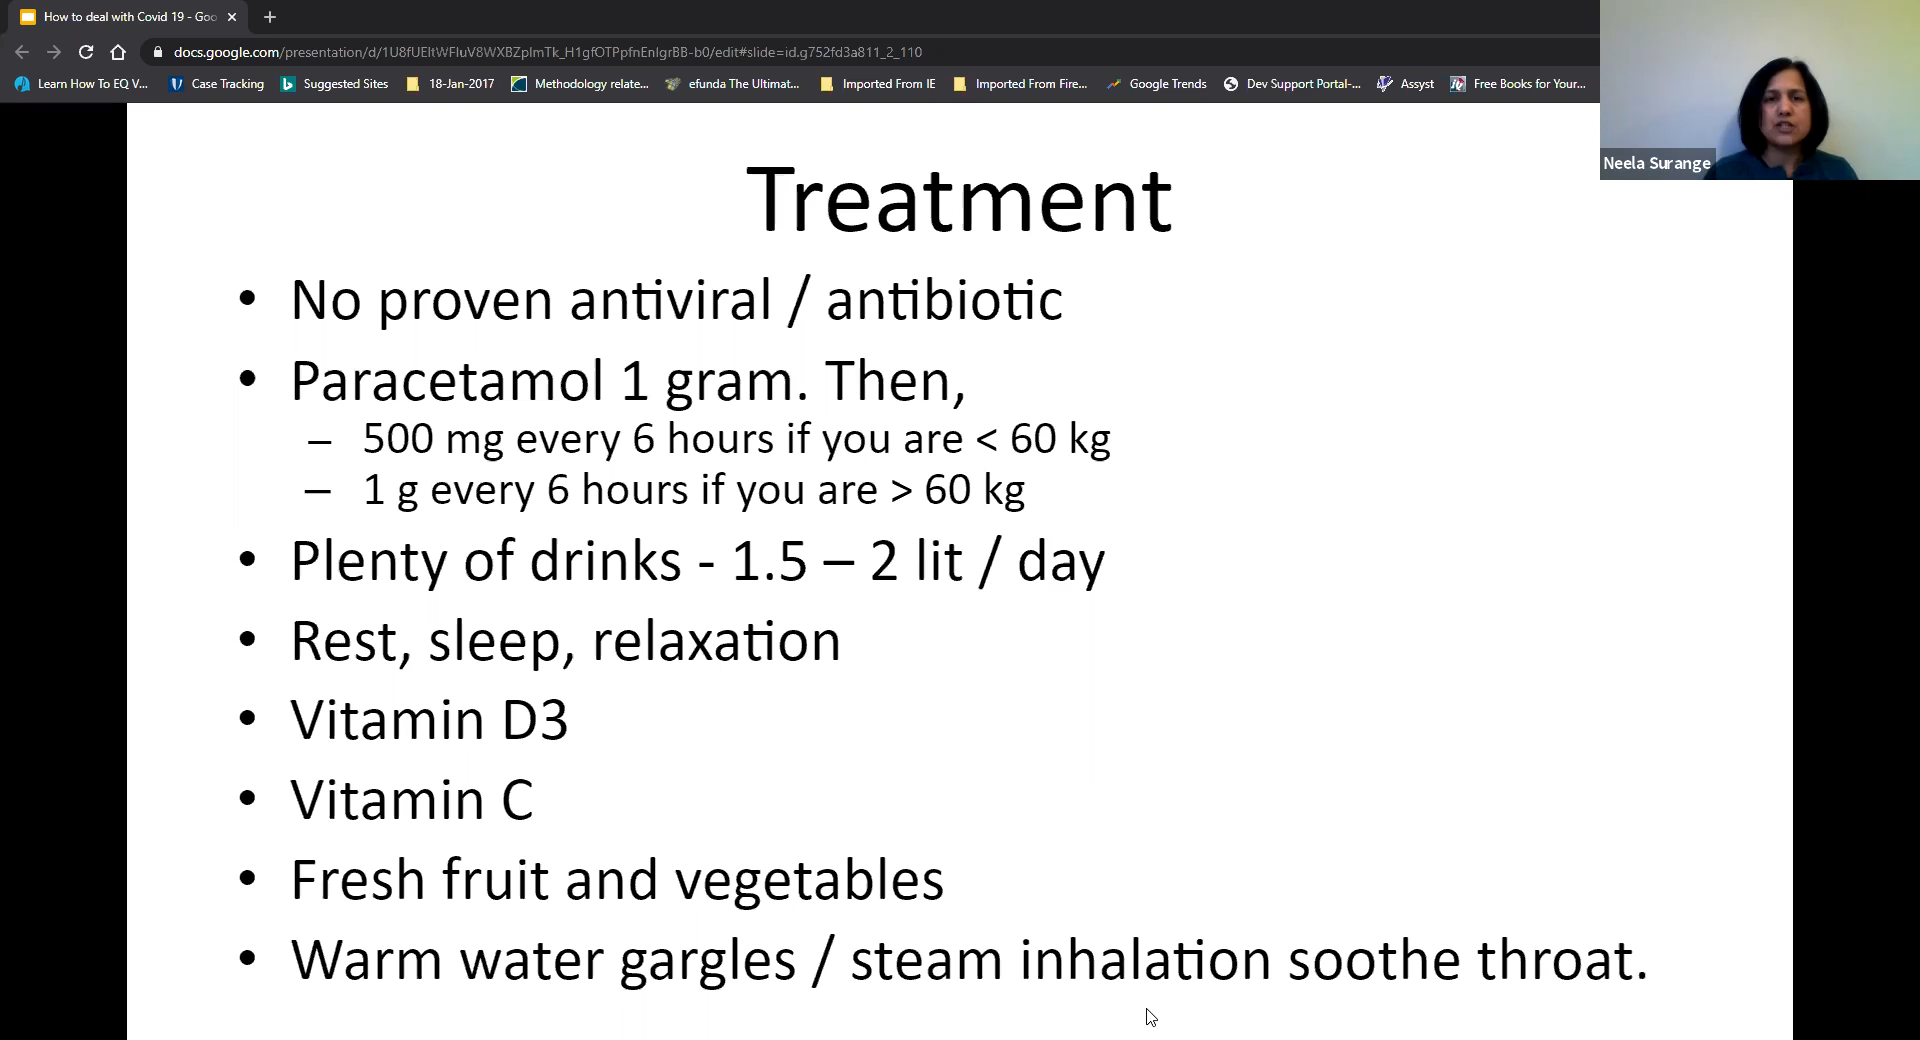 How to deal with Covid 19 - Goo
docs.google.com/presentation/d/1U8fUEltWFluV8WXBZplmTk_H1gfOTPpfnEnlgrBB-b0/edit#slide=id.g752fd3a811_2_110
Learn How To EQ V... Case Tracking Suggested Sites 18-Jan-2017 Methodology relate... efunda The Ultimat... Imported From IE Imported From Fire... Google Trends Dev Support Portal-... Assyst Free Books for Your...
Neela Surange
Treatment
• No proven antiviral / antibiotic
• Paracetamol 1 gram. Then,
– 500 mg every 6 hours if you are < 60 kg
– 1 g every 6 hours if you are > 60 kg
• Plenty of drinks - 1.5 – 2 lit / day
• Rest, sleep, relaxation
• Vitamin D3
• Vitamin C
• Fresh fruit and vegetables
• Warm water gargles / steam inhalation soothe throat.